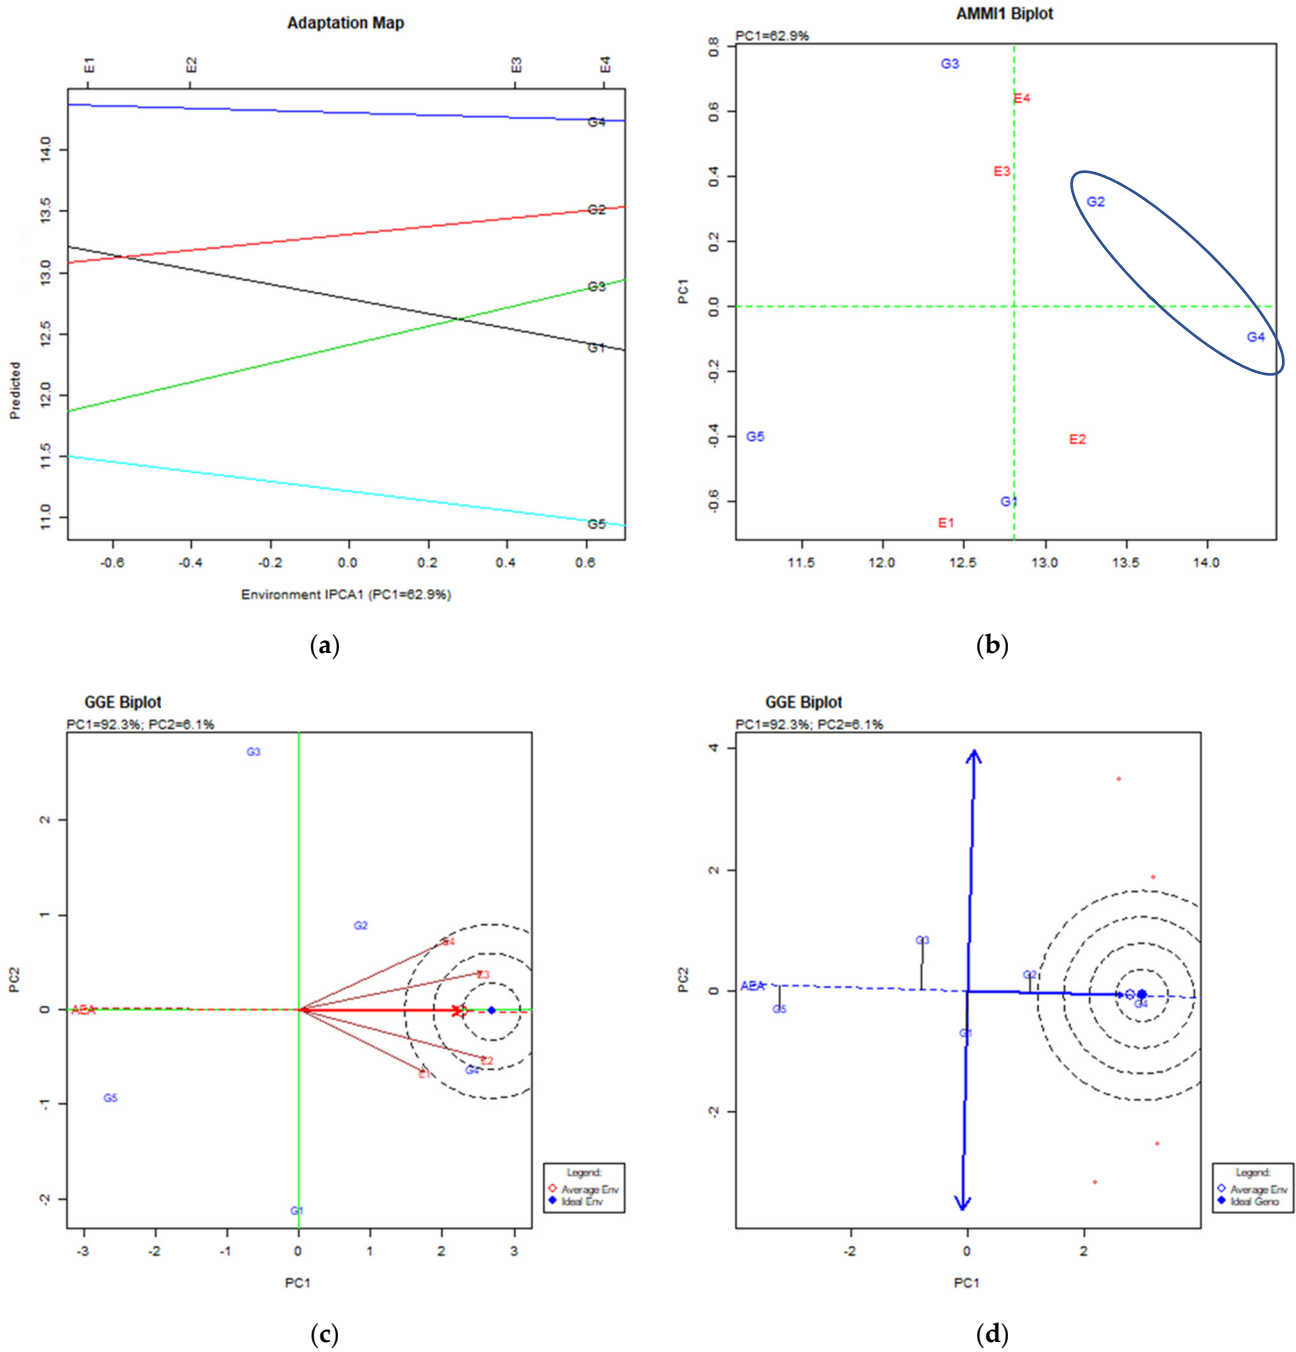 Adaptation Map
E1 E2 E3 E4
14.0
13.5
13.0
12.5
12.0
11.5
11.0
Predicted
G4
G2
G3
G1
G5
-0.6 -0.4 -0.2 0.0 0.2 0.4 0.6
Environment IPCA1 (PC1=62.9%)
(a)
AMMI1 Biplot
PC1=62.9%
0.8
0.6
0.4
0.2
0.0
-0.2
-0.4
-0.6
PC1
G3
E4
E3
G2
G4
G5
E2
G1
E1
11.5 12.0 12.5 13.0 13.5 14.0
(b)
GGE Biplot
PC1=92.3%; PC2=6.1%
2
1
0
-1
-2
PC2
G3
G2
E3
AEA
E2
G4
E1
G5
G1
-3 -2 -1 0 1 2 3
PC1
Legend:
Average Env
Ideal Env
(c)
GGE Biplot
PC1=92.3%; PC2=6.1%
4
2
0
-2
PC2
G3
G2
AEA
G5
G4
G1
-2 0 2
PC1
Legend:
Average Env
Ideal Geno
(d)